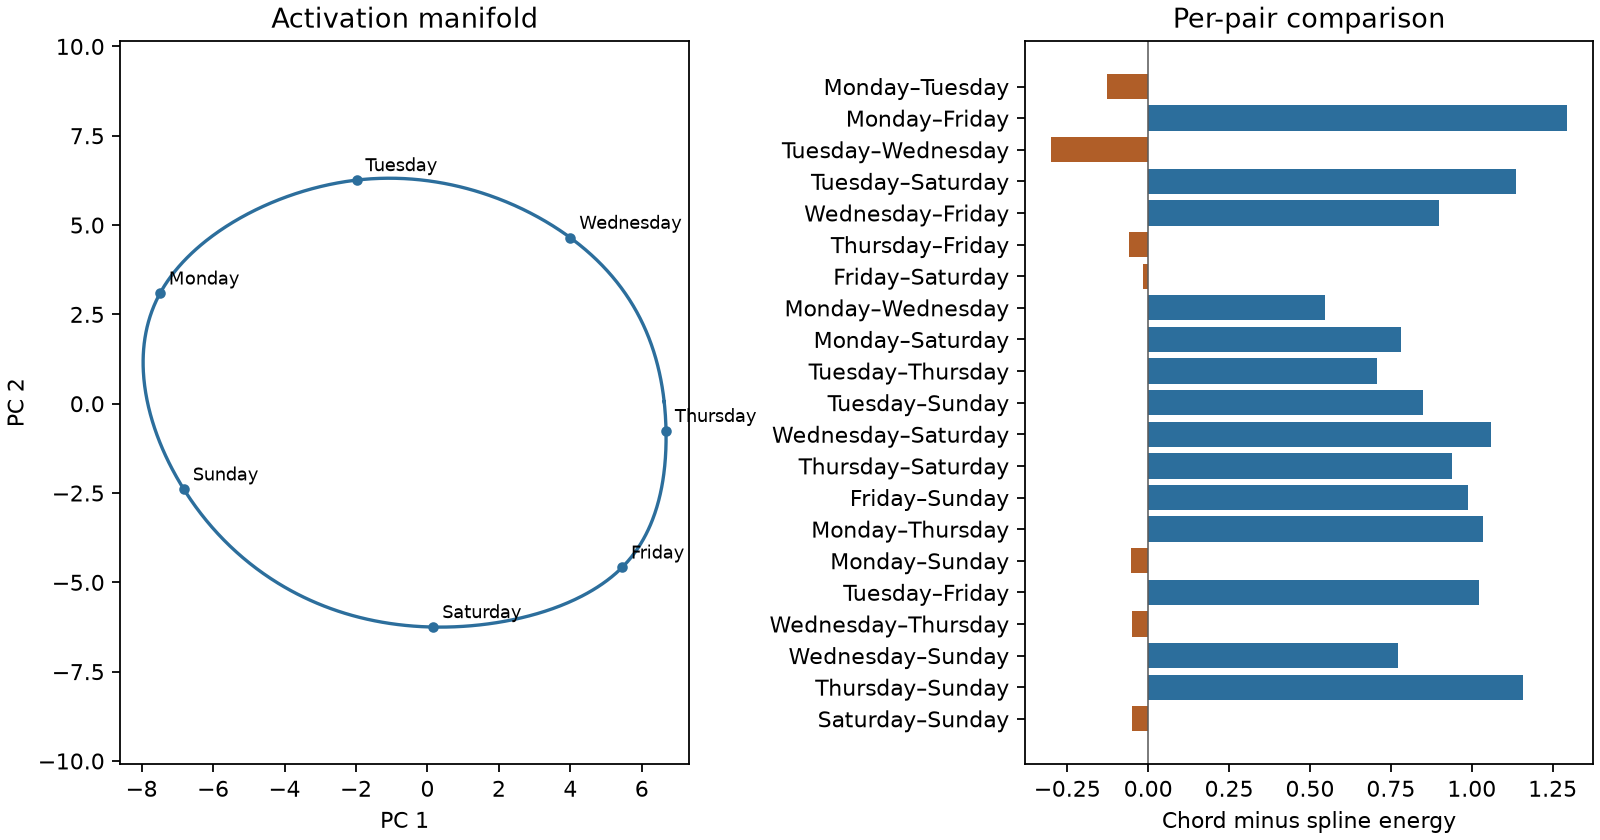 Activation manifold
10.0
7.5
5.0
2.5
0.0
−2.5
−5.0
−7.5
−10.0
PC 2
Tuesday
Wednesday
Monday
Thursday
Sunday
Friday
Saturday
−8
−6
−4
−2
0
2
4
6
PC 1
Per-pair comparison
Monday–Tuesday
Monday–Friday
Tuesday–Wednesday
Tuesday–Saturday
Wednesday–Friday
Thursday–Friday
Friday–Saturday
Monday–Wednesday
Monday–Saturday
Tuesday–Thursday
Tuesday–Sunday
Wednesday–Saturday
Thursday–Saturday
Friday–Sunday
Monday–Thursday
Monday–Sunday
Tuesday–Friday
Wednesday–Thursday
Wednesday–Sunday
Thursday–Sunday
Saturday–Sunday
−0.25
0.00
0.25
0.50
0.75
1.00
1.25
Chord minus spline energy